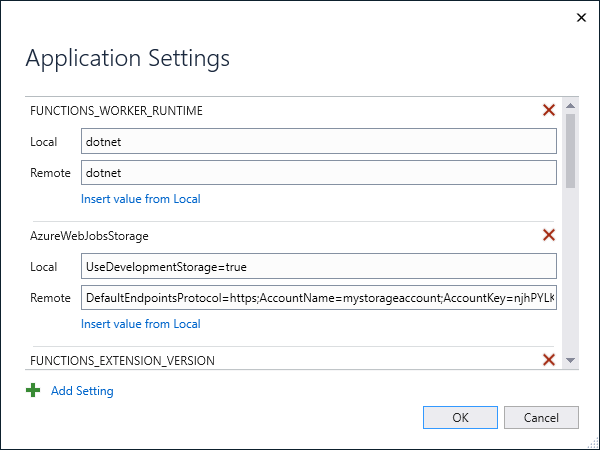 Application Settings
FUNCTIONS_WORKER_RUNTIME
Local dotnet
Remote dotnet
Insert value from Local
AzureWebJobsStorage
Local UseDevelopmentStorage=true
Remote DefaultEndpointsProtocol=https;AccountName=mystorageaccount;AccountKey=njhPYLK
Insert value from Local
FUNCTIONS_EXTENSION_VERSION
Add Setting
OK Cancel